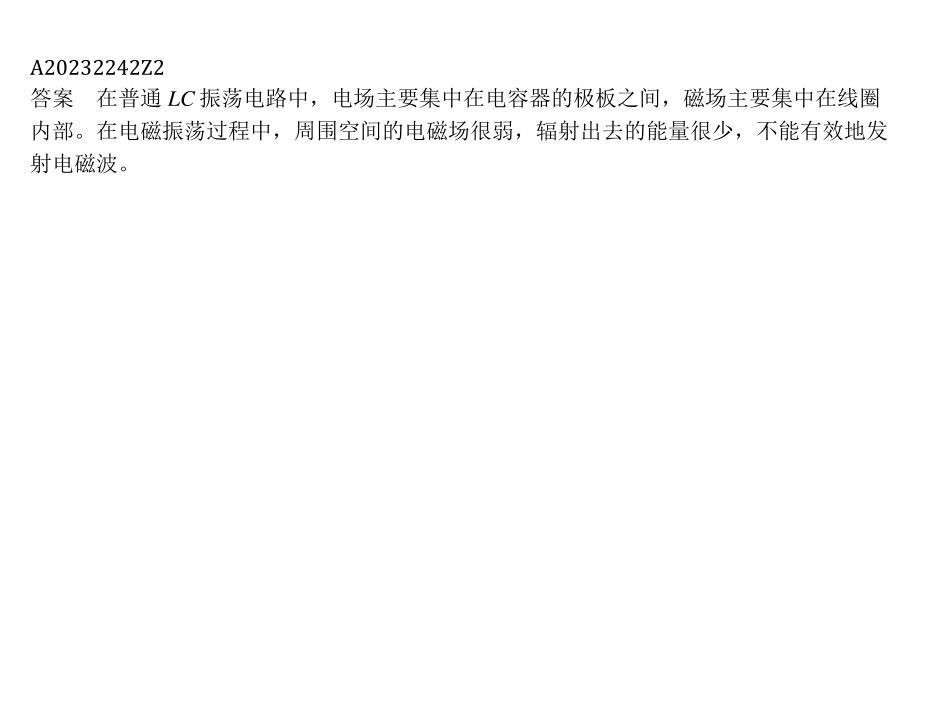 A20232242Z2
答案　在普通 LC 振荡电路中，电场主要集中在电容器的极板之间，磁场主要集中在线圈
内部。在电磁振荡过程中，周围空间的电磁场很弱，辐射出去的能量很少，不能有效地发
射电磁波。